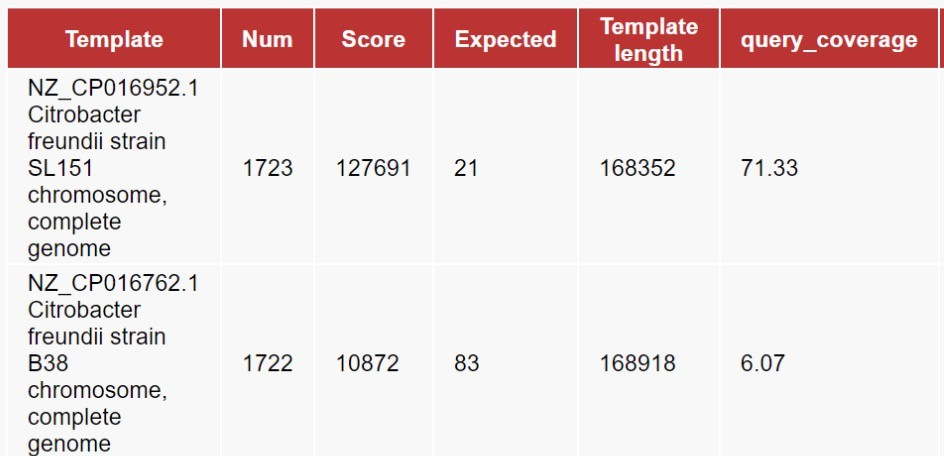 Template Num Score Expected Template length query_coverage
NZ_CP016952.1
Citrobacter
freundii strain
SL151 1723 127691 21 168352 71.33
chromosome,
complete
genome
NZ_CP016762.1
Citrobacter
freundii strain
B38 1722 10872 83 168918 6.07
chromosome,
complete
genome